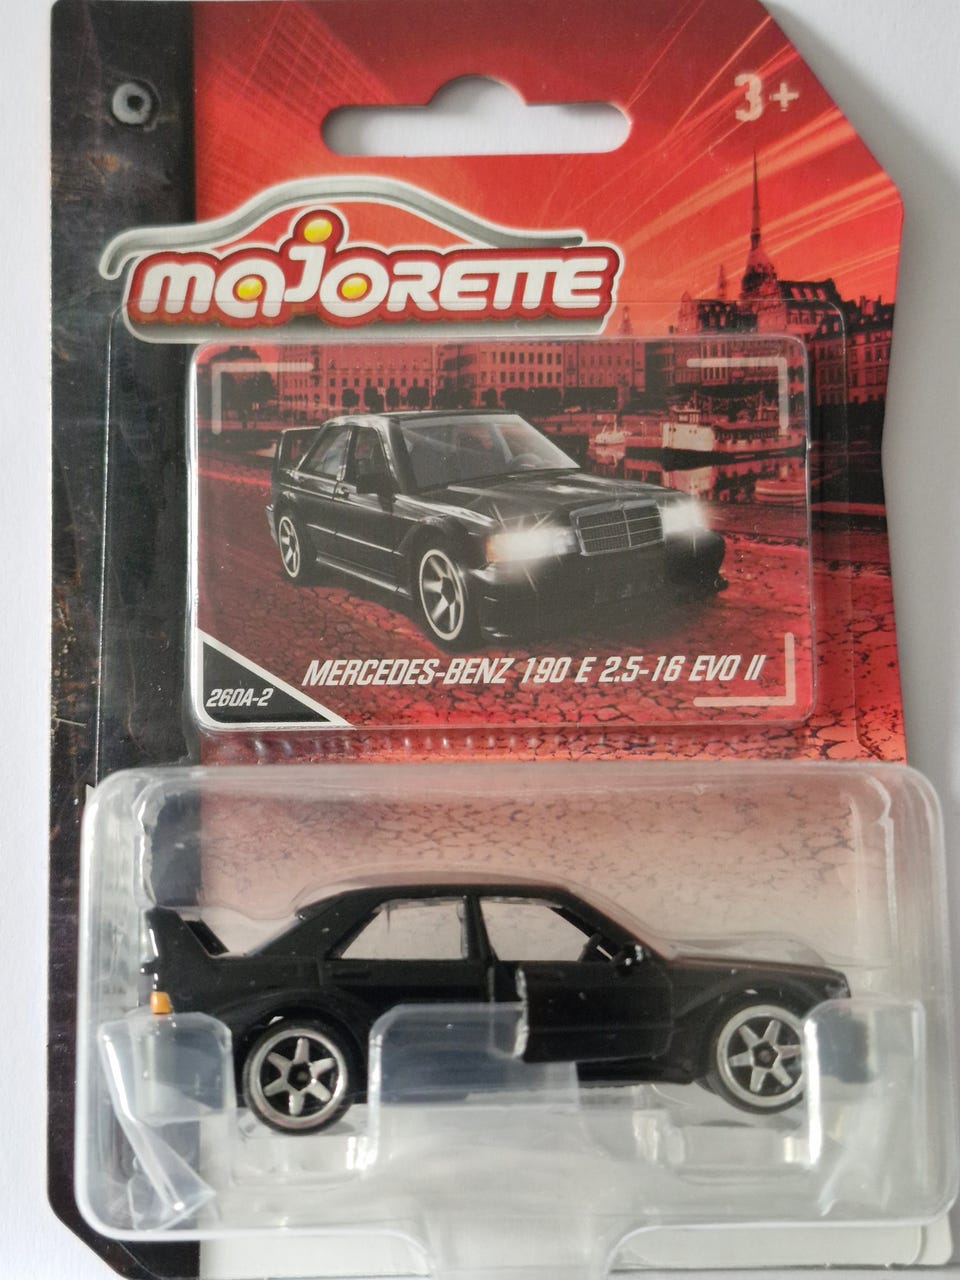 3+
majORETTE
MERCEDES-BENZ 190 E 2.5-16 EVO II
260A-2